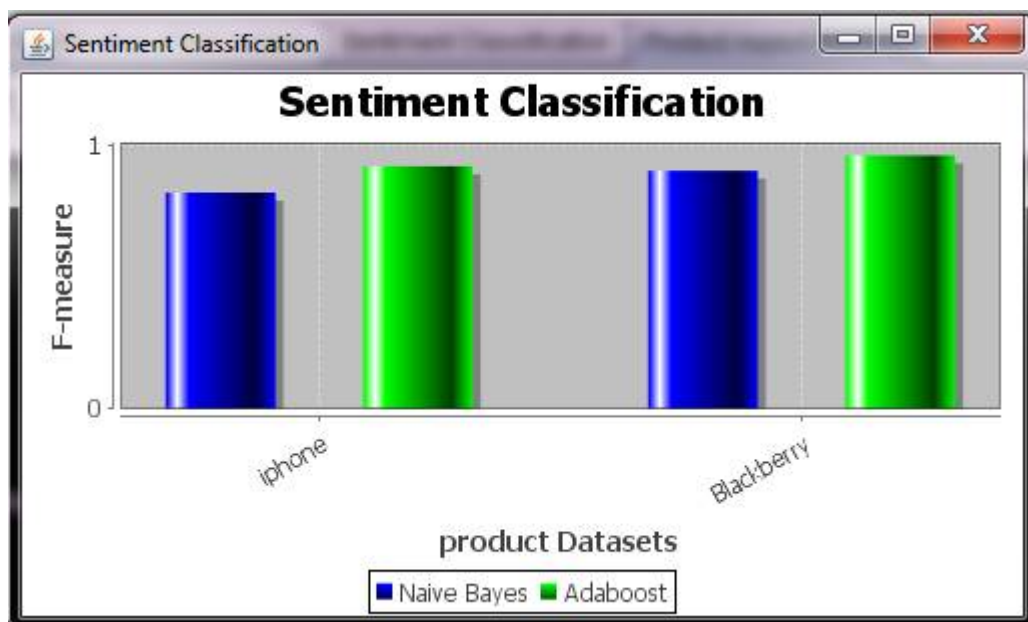 Sentiment Classification
Sentiment Classification
1
F-measure
0
iphone
Blackberry
product Datasets
Naive Bayes Adaboost